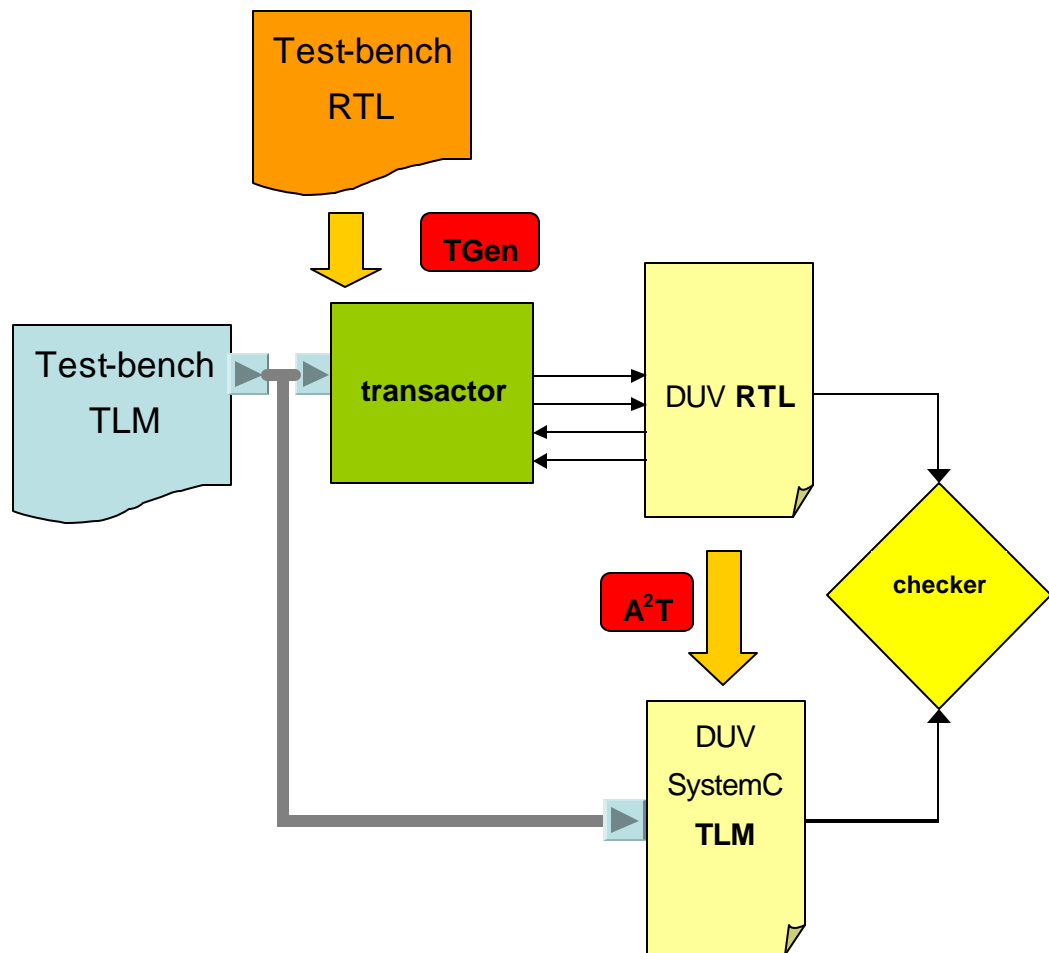 Test-bench
RTL
TGen
Test-bench
TLM
transactor
DUV RTL
checker
A²T
DUV
SystemC
TLM